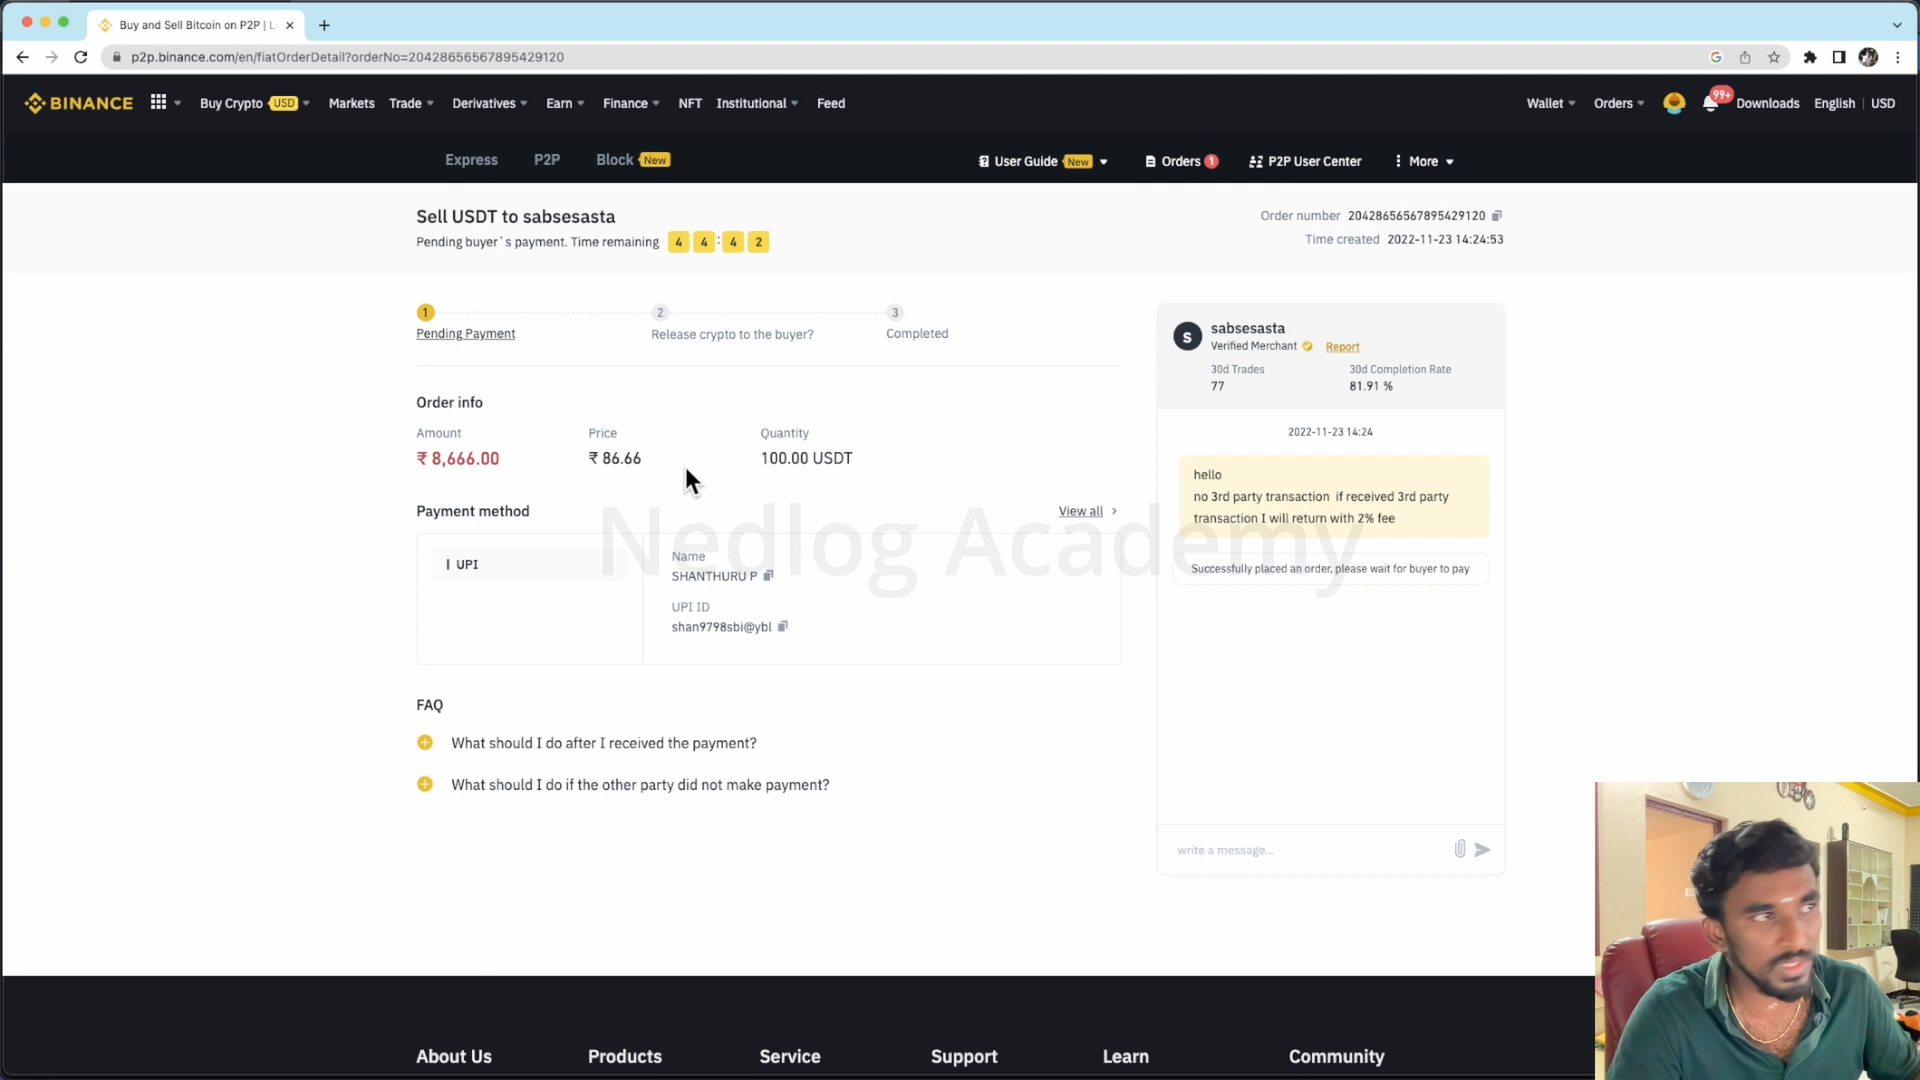 Buy and Sell Bitcoin on P2P | L
p2p.binance.com/en/fiatOrderDetail?orderNo=20428656567895429120
BINANCE Buy Crypto USD Markets Trade Derivatives Earn Finance NFT Institutional Feed Wallet Orders 99+ Downloads English | USD
Express P2P Block New User Guide New Orders 1 P2P User Center More
Sell USDT to sabsesasta
Order number 20428656567895429120
Pending buyer`s payment. Time remaining 4 4 : 4 2
Time created 2022-11-23 14:24:53
1 2 3
Pending Payment Release crypto to the buyer? Completed
Order info
Amount Price Quantity
₹ 8,666.00 ₹ 86.66 100.00 USDT
Payment method View all
UPI
Name
SHANTHURU P
UPI ID
shan9798sbi@ybl
FAQ
What should I do after I received the payment?
What should I do if the other party did not make payment?
S sabsesasta
Verified Merchant Report
30d Trades 30d Completion Rate
77 81.91 %
2022-11-23 14:24
hello
no 3rd party transaction if received 3rd party
transaction I will return with 2% fee
Successfully placed an order, please wait for buyer to pay
write a message...
Nedlog Academy
About Us Products Service Support Learn Community